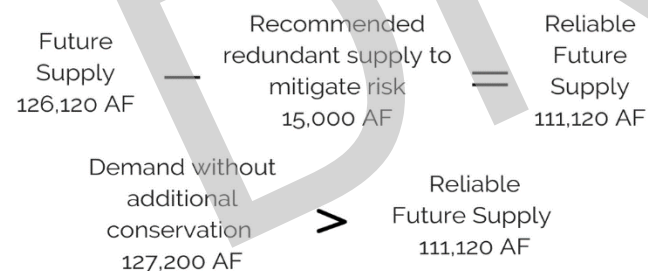 Future
Supply
126,120 AF
—
Recommended
redundant supply to
mitigate risk
15,000 AF
=
Reliable
Future
Supply
111,120 AF
Demand without
additional
conservation
127,200 AF
>
Reliable
Future Supply
111,120 AF